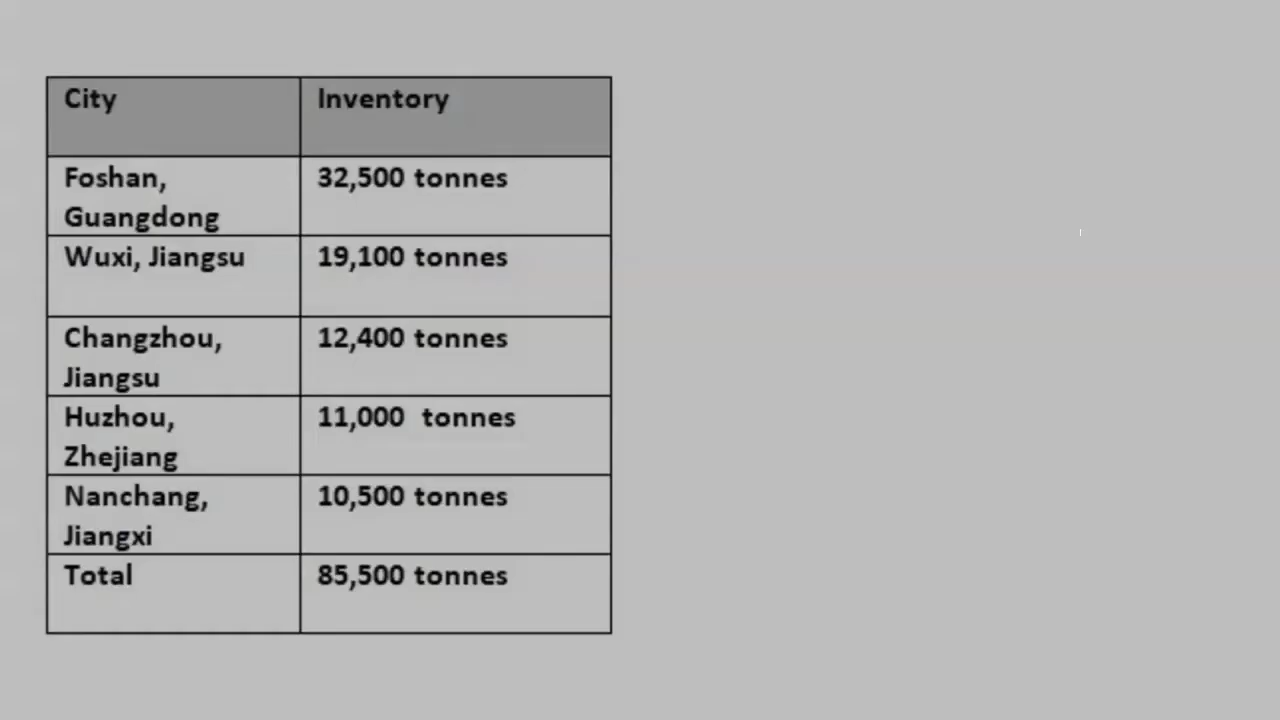 City Inventory
Foshan, 32,500 tonnes
Guangdong
Wuxi, Jiangsu 19,100 tonnes
Changzhou, 12,400 tonnes
Jiangsu
Huzhou, 11,000 tonnes
Zhejiang
Nanchang, 10,500 tonnes
Jiangxi
Total 85,500 tonnes